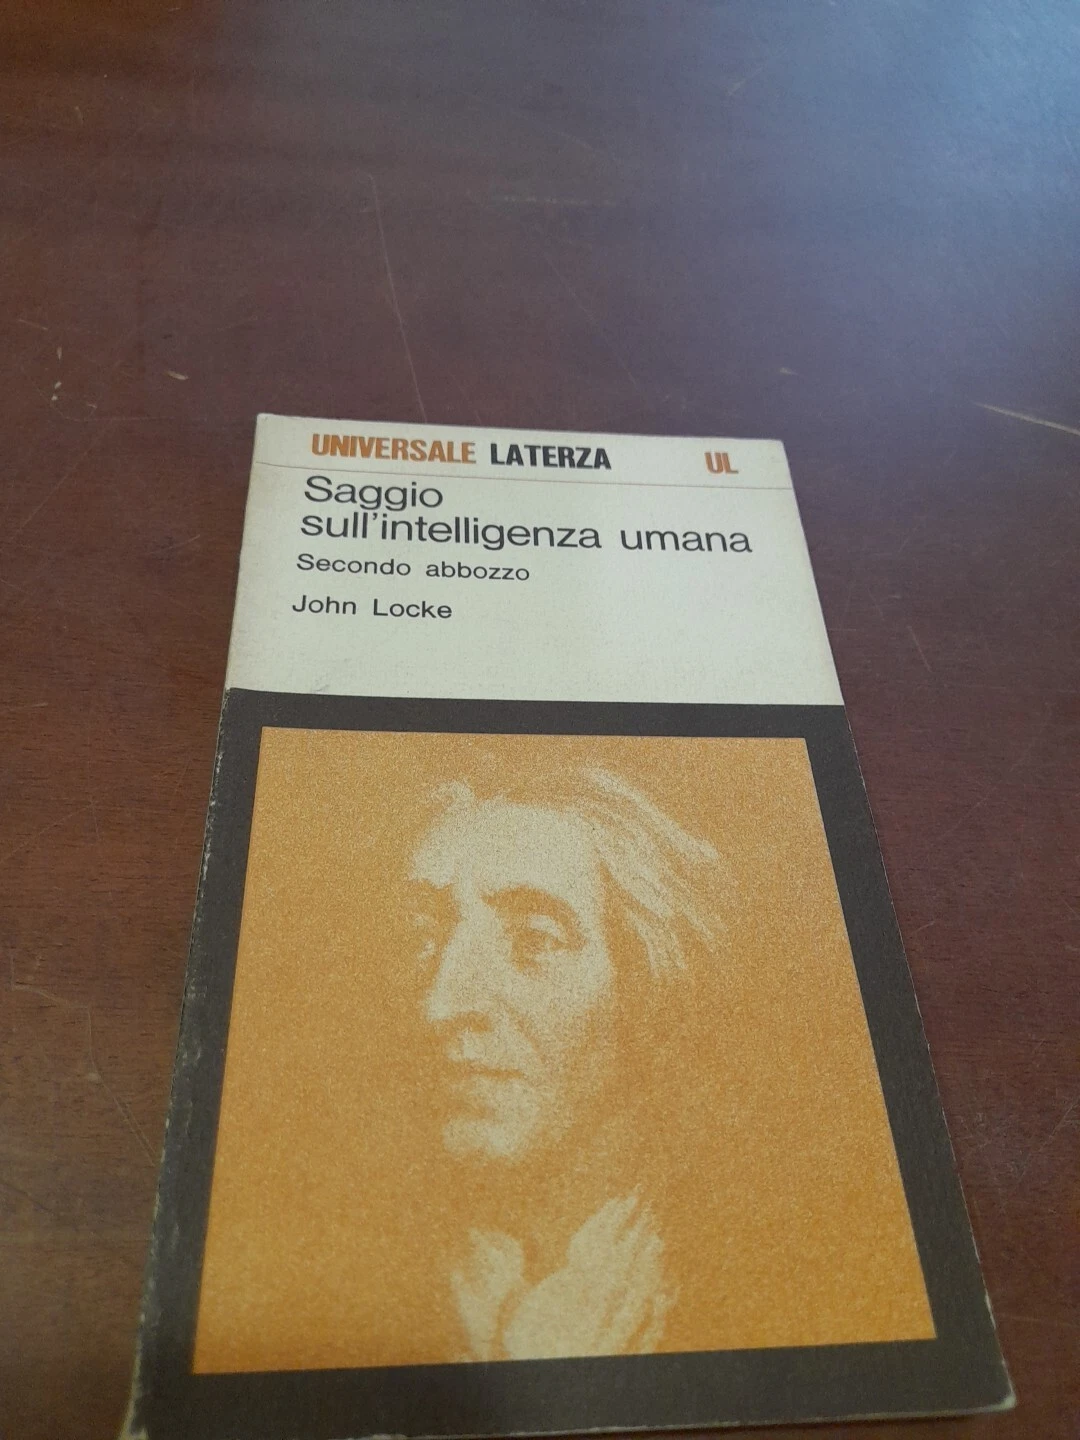 UNIVERSALE LATERZA UL
Saggio
sull'intelligenza umana
Secondo abbozzo
John Locke